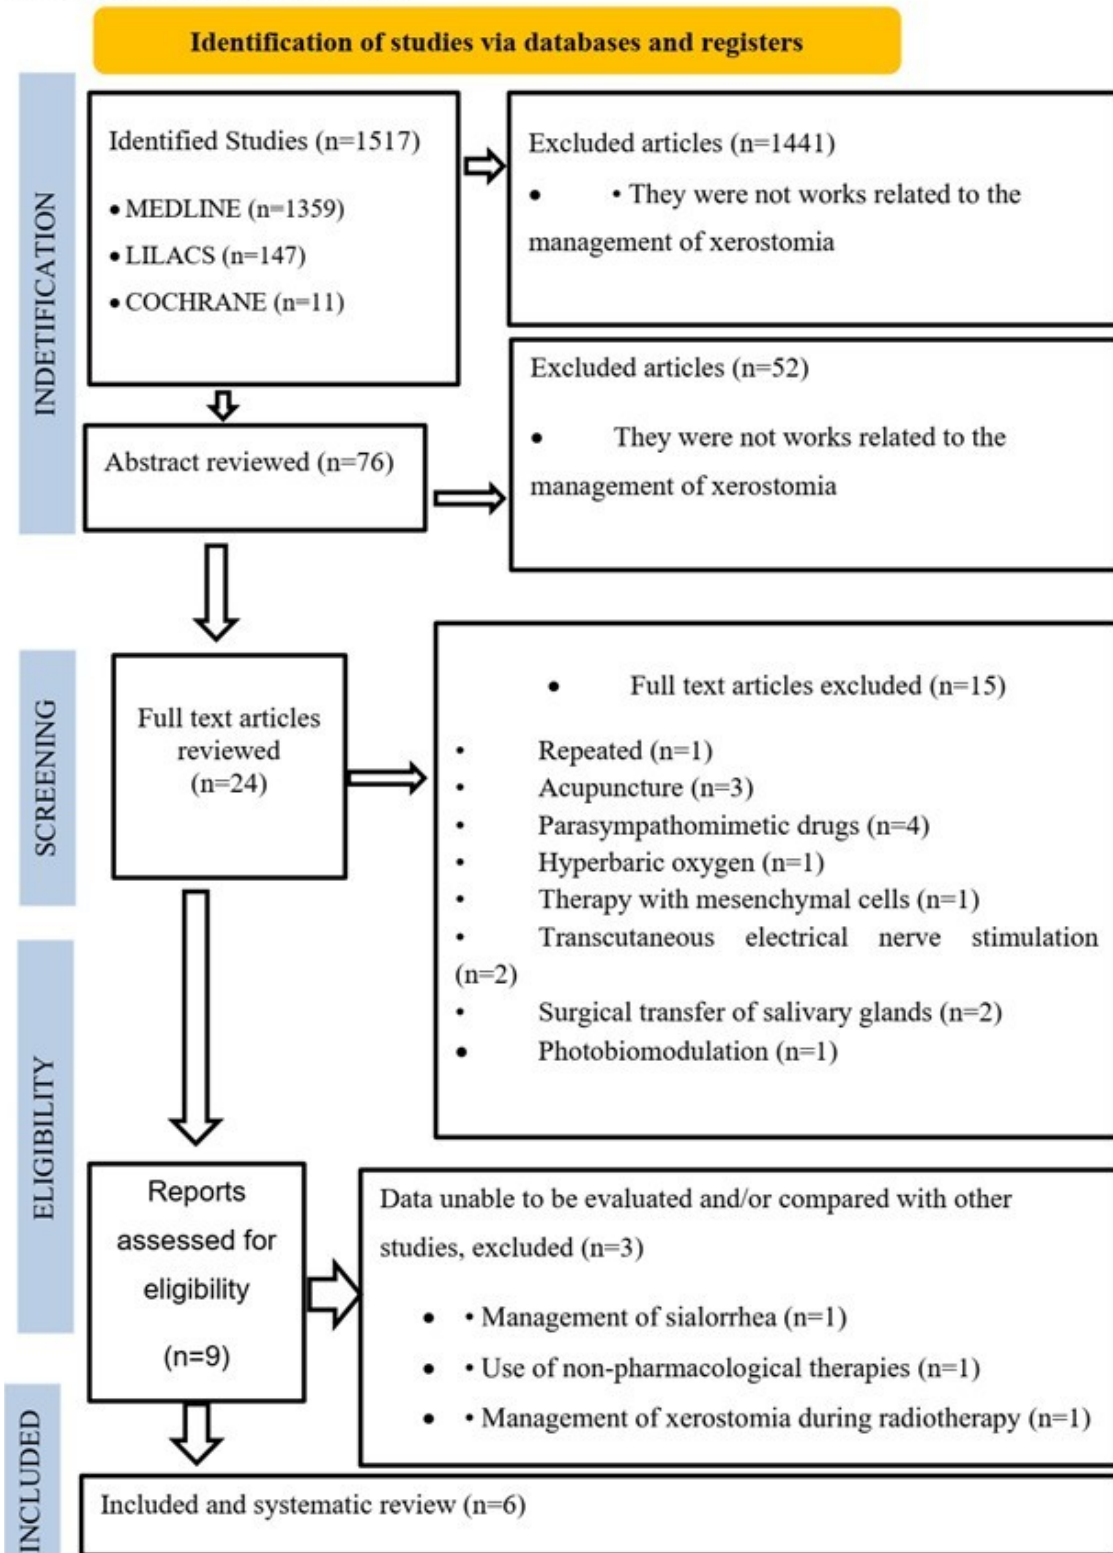 Identification of studies via databases and registers
INDETIFICATION
Identified Studies (n=1517)
• MEDLINE (n=1359)
• LILACS (n=147)
• COCHRANE (n=11)
Excluded articles (n=1441)
• • They were not works related to the
management of xerostomia
Abstract reviewed (n=76)
Excluded articles (n=52)
• They were not works related to the
management of xerostomia
SCREENING
Full text articles
reviewed
(n=24)
• Full text articles excluded (n=15)
• Repeated (n=1)
• Acupuncture (n=3)
• Parasympathomimetic drugs (n=4)
• Hyperbaric oxygen (n=1)
• Therapy with mesenchymal cells (n=1)
• Transcutaneous electrical nerve stimulation
(n=2)
• Surgical transfer of salivary glands (n=2)
• Photobiomodulation (n=1)
ELIGIBILITY
Reports
assessed for
eligibility
(n=9)
Data unable to be evaluated and/or compared with other
studies, excluded (n=3)
• • Management of sialorrhea (n=1)
• • Use of non-pharmacological therapies (n=1)
• • Management of xerostomia during radiotherapy (n=1)
INCLUDED
Included and systematic review (n=6)